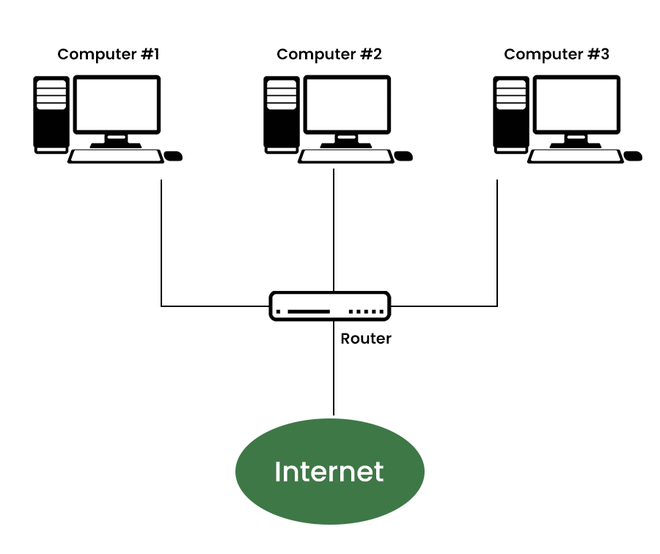 Computer #1
Computer #2
Computer #3
Router
Internet